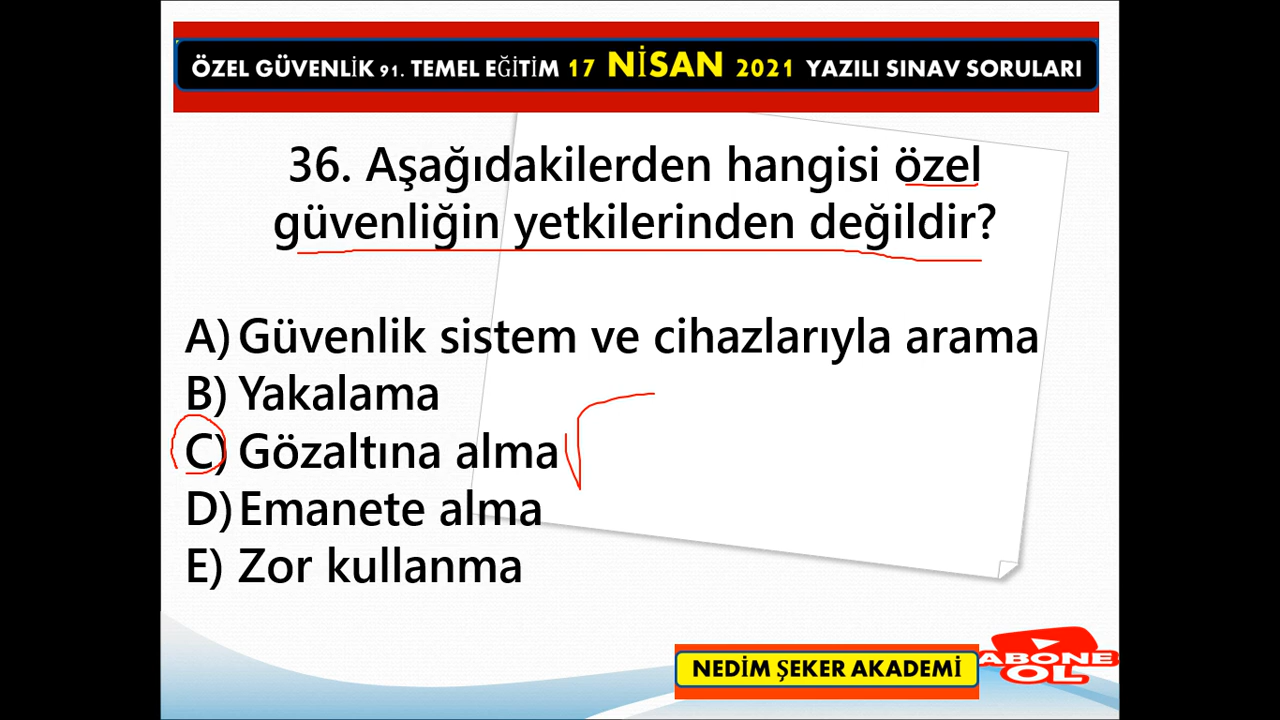 ÖZEL GÜVENLİK 91. TEMEL EĞİTİM 17 NİSAN 2021 YAZILI SINAV SORULARI
36. Aşağıdakilerden hangisi özel
güvenliğin yetkilerinden değildir?
A) Güvenlik sistem ve cihazlarıyla arama
B) Yakalama
C) Gözaltına alma
D) Emanete alma
E) Zor kullanma
NEDİM ŞEKER AKADEMİ
ABONE
OL